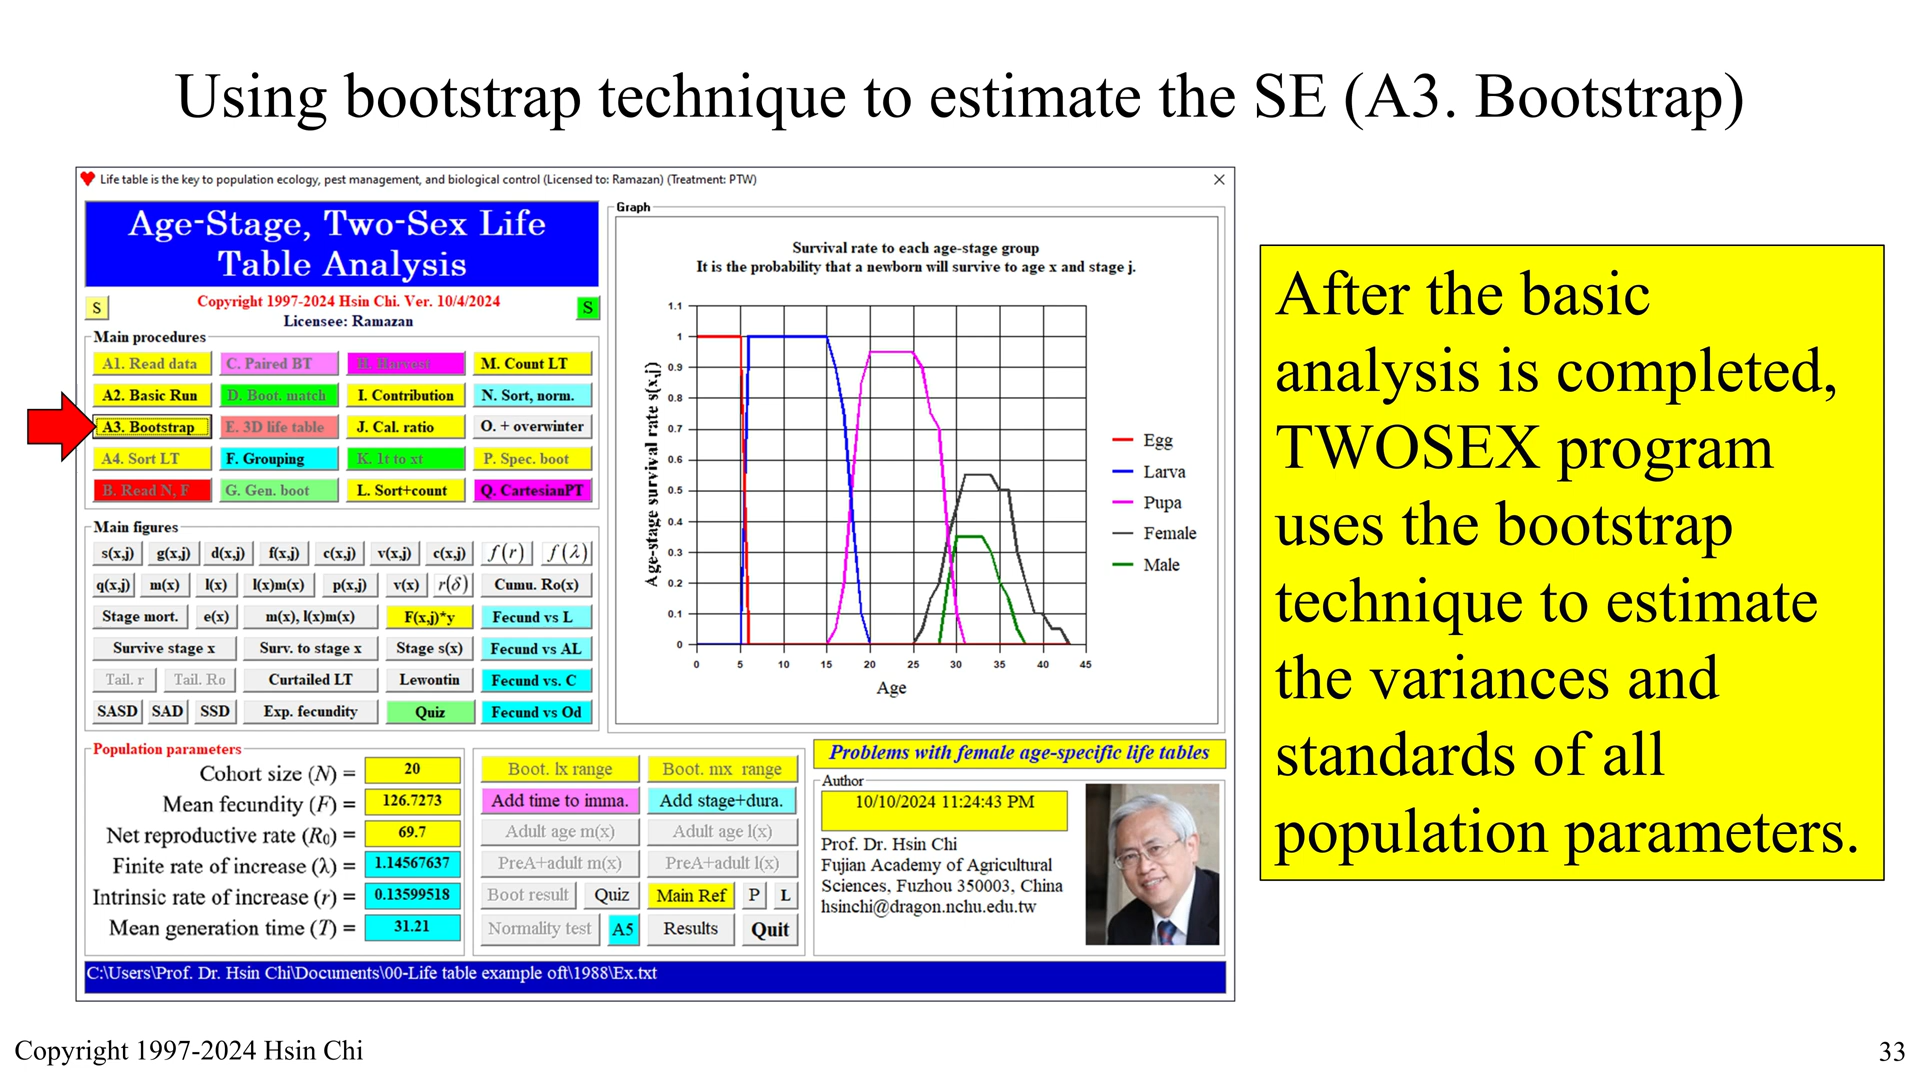 Using bootstrap technique to estimate the SE (A3. Bootstrap)
Life table is the key to population ecology, pest management, and biological control (Licensed to: Ramazan) (Treatment: PTW)
Age-Stage, Two-Sex Life
Table Analysis
S
Copyright 1997-2024 Hsin Chi. Ver. 10/4/2024
Licensee: Ramazan
S
Main procedures
A1. Read data
C. Paired BT
H. Harvest
M. Count LT
A2. Basic Run
D. Boot. match
I. Contribution
N. Sort, norm.
A3. Bootstrap
E. 3D life table
J. Cal. ratio
O. + overwinter
A4. Sort LT
F. Grouping
K. lt to xt
P. Spec. boot
B. Read N, F
G. Gen. boot
L. Sort+count
Q. CartesianPT
Main figures
s(x,j)
g(x,j)
d(x,j)
f(x,j)
c(x,j)
v(x,j)
c(x,j)
f(r)
f(λ)
q(x,j)
m(x)
l(x)
l(x)m(x)
p(x,j)
v(x)
r(δ)
Cumu. Ro(x)
Stage mort.
e(x)
m(x), l(x)m(x)
F(x,j)*y
Fecund vs L
Survive stage x
Surv. to stage x
Stage s(x)
Fecund vs AL
Tail. r
Tail. Ro
Curtailed LT
Lewontin
Fecund vs. C
SASD
SAD
SSD
Exp. fecundity
Quiz
Fecund vs Od
Graph
Survival rate to each age-stage group
It is the probability that a newborn will survive to age x and stage j.
Age-stage survival rate s(x,j)
1.1
1
0.9
0.8
0.7
0.6
0.5
0.4
0.3
0.2
0.1
0
0 5 10 15 20 25 30 35 40 45
Age
Egg
Larva
Pupa
Female
Male
Population parameters
Cohort size (N) = 20
Mean fecundity (F) = 126.7273
Net reproductive rate (R0) = 69.7
Finite rate of increase (λ) = 1.14567637
Intrinsic rate of increase (r) = 0.13599518
Mean generation time (T) = 31.21
Boot. lx range
Boot. mx range
Add time to imma.
Add stage+dura.
Adult age m(x)
Adult age l(x)
PreA+adult m(x)
PreA+adult l(x)
Boot result
Quiz
Main Ref
P
L
Normality test
A5
Results
Quit
Problems with female age-specific life tables
Author
10/10/2024 11:24:43 PM
Prof. Dr. Hsin Chi
Fujian Academy of Agricultural
Sciences, Fuzhou 350003, China
hsinchi@dragon.nchu.edu.tw
C:\Users\Prof. Dr. Hsin Chi\Documents\00-Life table example oft\1988\Ex.txt
After the basic
analysis is completed,
TWOSEX program
uses the bootstrap
technique to estimate
the variances and
standards of all
population parameters.
Copyright 1997-2024 Hsin Chi
33